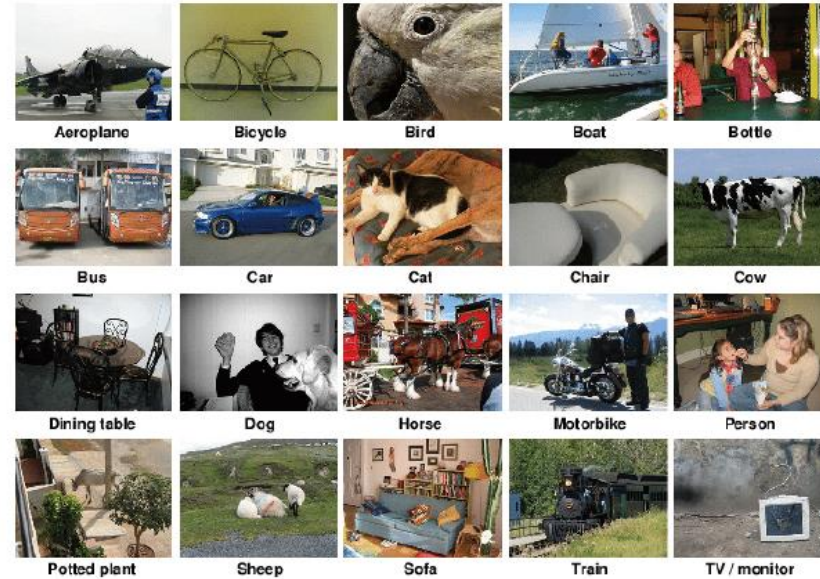 Aeroplane
Bicycle
Bird
Boat
Bottle
Bus
Car
Cat
Chair
Cow
Dining table
Dog
Horse
Motorbike
Person
Potted plant
Sheep
Sofa
Train
TV / monitor